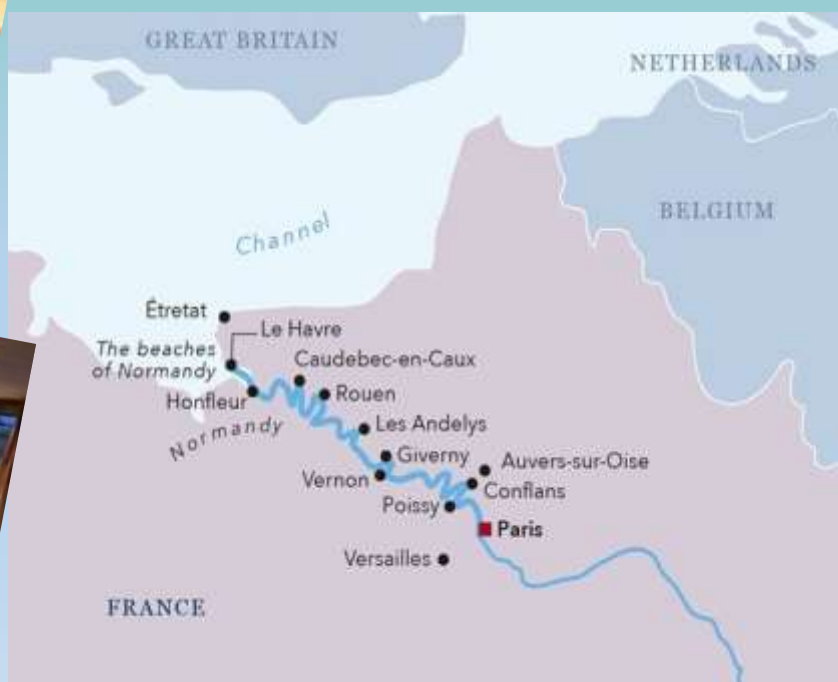 GREAT BRITAIN
NETHERLANDS
BELGIUM
Channel
Étretat
Le Havre
The beaches
of Normandy
Caudebec-en-Caux
Honfleur
Rouen
Normandy
Les Andelys
Giverny
Auvers-sur-Oise
Vernon
Conflans
Poissy
Paris
Versailles
FRANCE